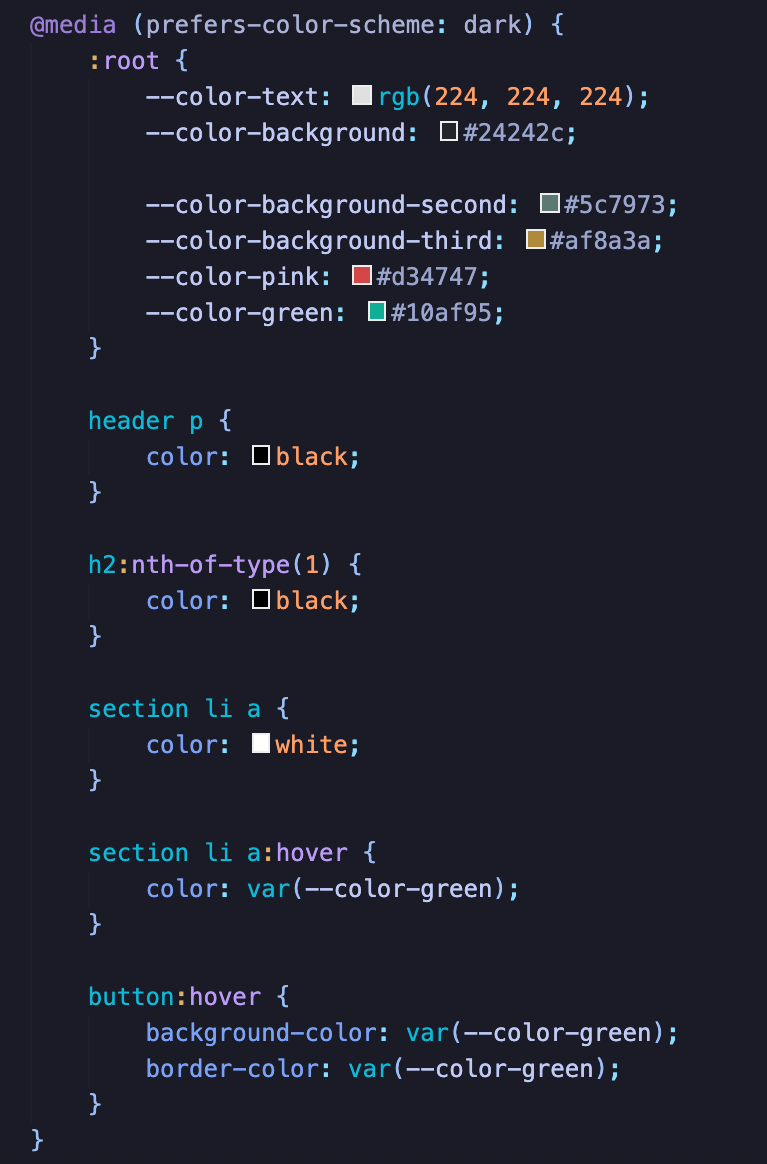 @media (prefers-color-scheme: dark) {
:root {
--color-text: rgb(224, 224, 224);
--color-background: #24242c;
--color-background-second: #5c7973;
--color-background-third: #af8a3a;
--color-pink: #d34747;
--color-green: #10af95;
}
header p {
color: black;
}
h2:nth-of-type(1) {
color: black;
}
section li a {
color: white;
}
section li a:hover {
color: var(--color-green);
}
button:hover {
background-color: var(--color-green);
border-color: var(--color-green);
}
}